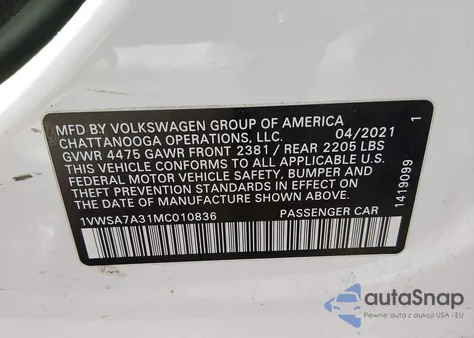 MFD BY VOLKSWAGEN GROUP OF AMERICA
CHATTANOOGA OPERATIONS, LLC. 04/2021
GVWR 4475 GAWR FRONT 2381 / REAR 2205 LBS
THIS VEHICLE CONFORMS TO ALL APPLICABLE U.S.
FEDERAL MOTOR VEHICLE SAFETY, BUMPER AND
THEFT PREVENTION STANDARDS IN EFFECT ON
THE DATE OF MANUFACTURE SHOWN ABOVE.
1VWSA7A31MC010836 PASSENGER CAR
1419099 1
autoSnap
Pewne auta z USA i EU